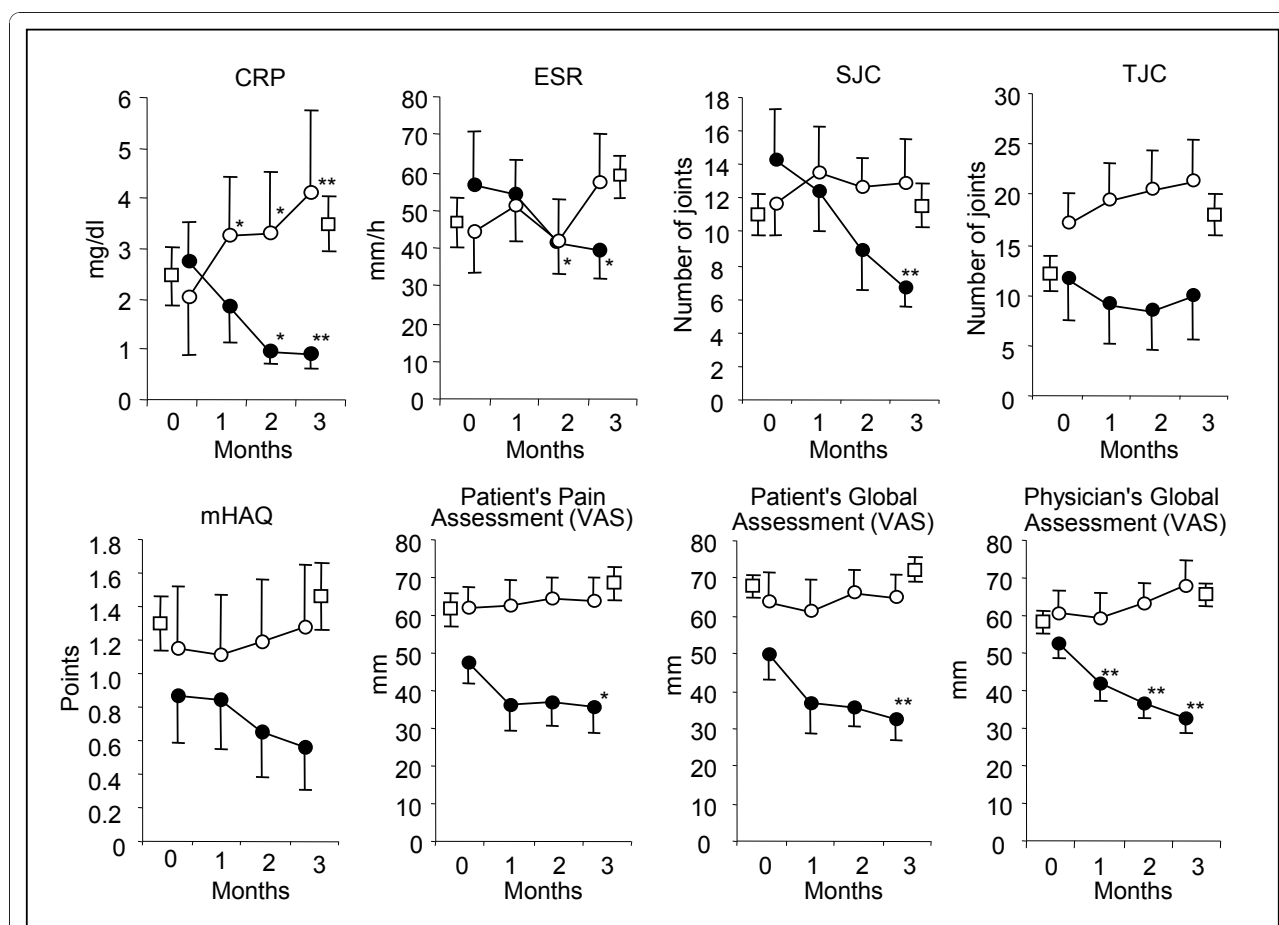 CRP
6
5
4
3
2
1
0
mg/dl
**
*
*
*
**
0 1 2 3
Months
ESR
80
70
60
50
40
30
20
10
0
mm/h
*
*
0 1 2 3
Months
SJC
18
16
14
12
10
8
6
4
2
0
Number of joints
**
0 1 2 3
Months
TJC
30
25
20
15
10
5
0
Number of joints
0 1 2 3
Months
mHAQ
1.8
1.6
1.4
1.2
1.0
0.8
0.6
0.4
0.2
0
Points
0 1 2 3
Months
Patient's Pain
Assessment (VAS)
80
70
60
50
40
30
20
10
0
mm
*
0 1 2 3
Months
Patient's Global
Assessment (VAS)
80
70
60
50
40
30
20
10
0
mm
**
0 1 2 3
Months
Physician's Global
Assessment (VAS)
80
70
60
50
40
30
20
10
0
mm
**
**
**
0 1 2 3
Months